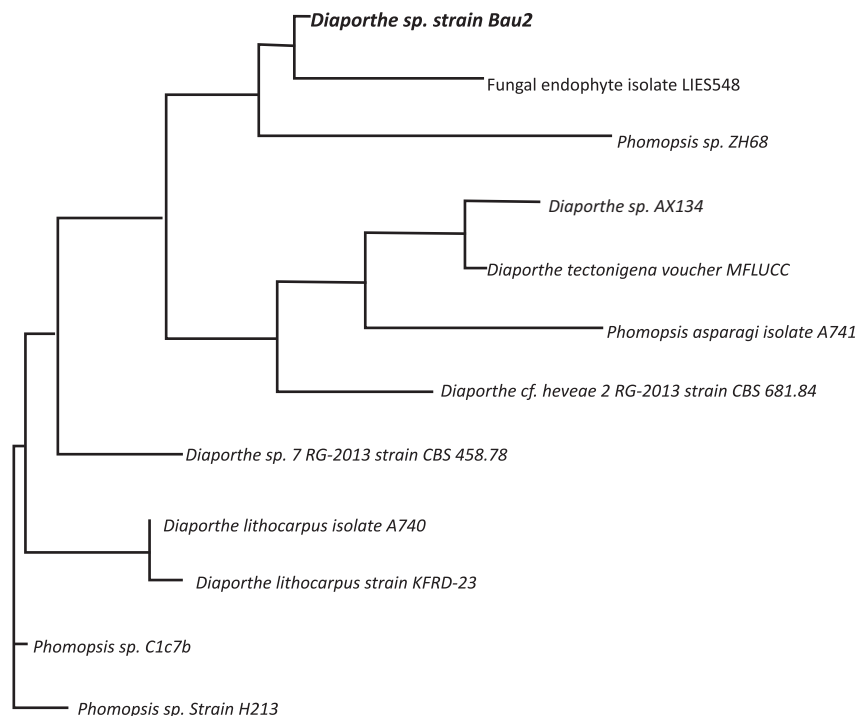 Diaporthe sp. strain Bau2
Fungal endophyte isolate LIES548
Phomopsis sp. ZH68
Diaporthe sp. AX134
Diaporthe tectonigena voucher MFLUCC
Phomopsis asparagi isolate A741
Diaporthe cf. heveae 2 RG-2013 strain CBS 681.84
Diaporthe sp. 7 RG-2013 strain CBS 458.78
Diaporthe lithocarpus isolate A740
Diaporthe lithocarpus strain KFRD-23
Phomopsis sp. C1c7b
Phomopsis sp. Strain H213